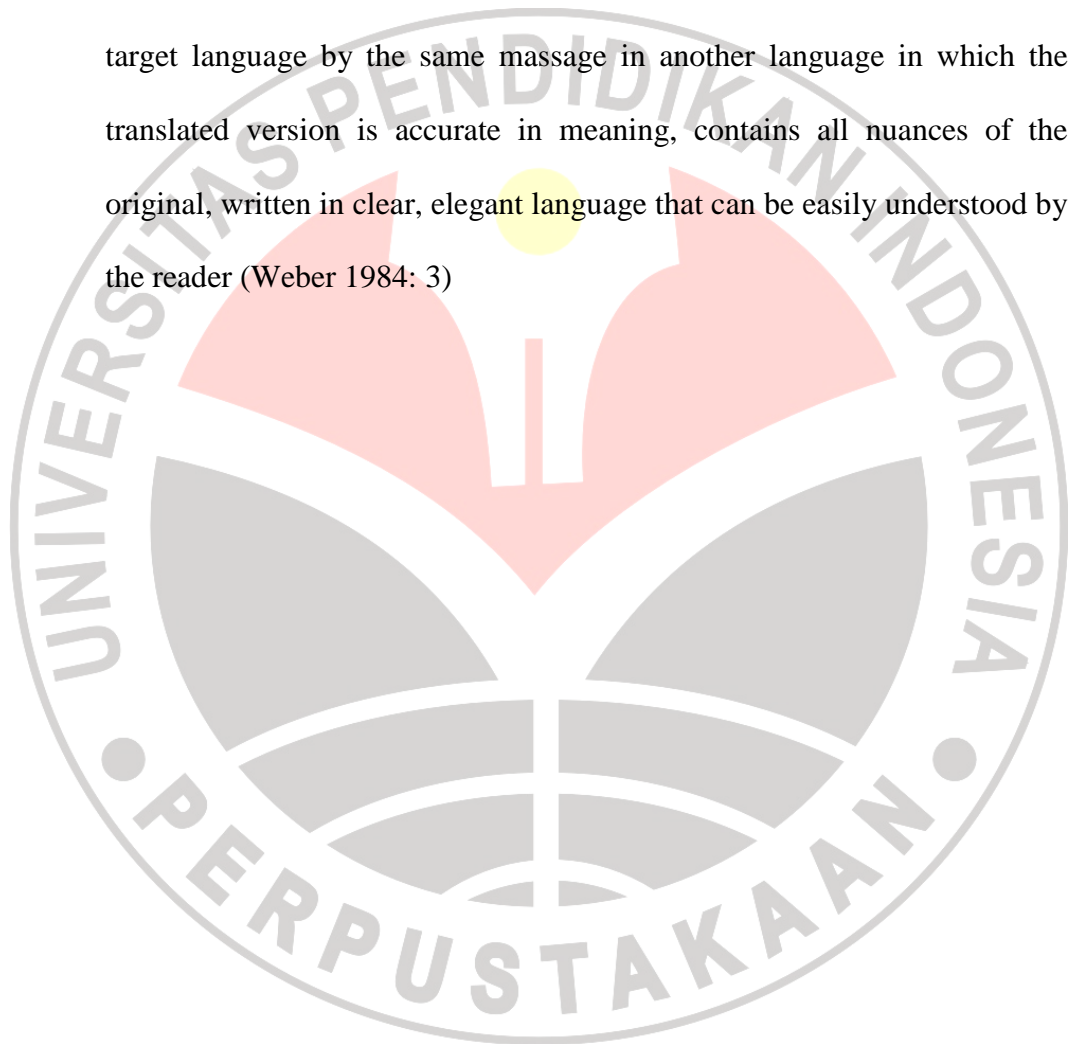 target language by the same massage in another language in which the
translated version is accurate in meaning, contains all nuances of the
original, written in clear, elegant language that can be easily understood by
the reader (Weber 1984: 3)
UNIVERSITAS PENDIDIKAN INDONESIA
PERPUSTAKAAN